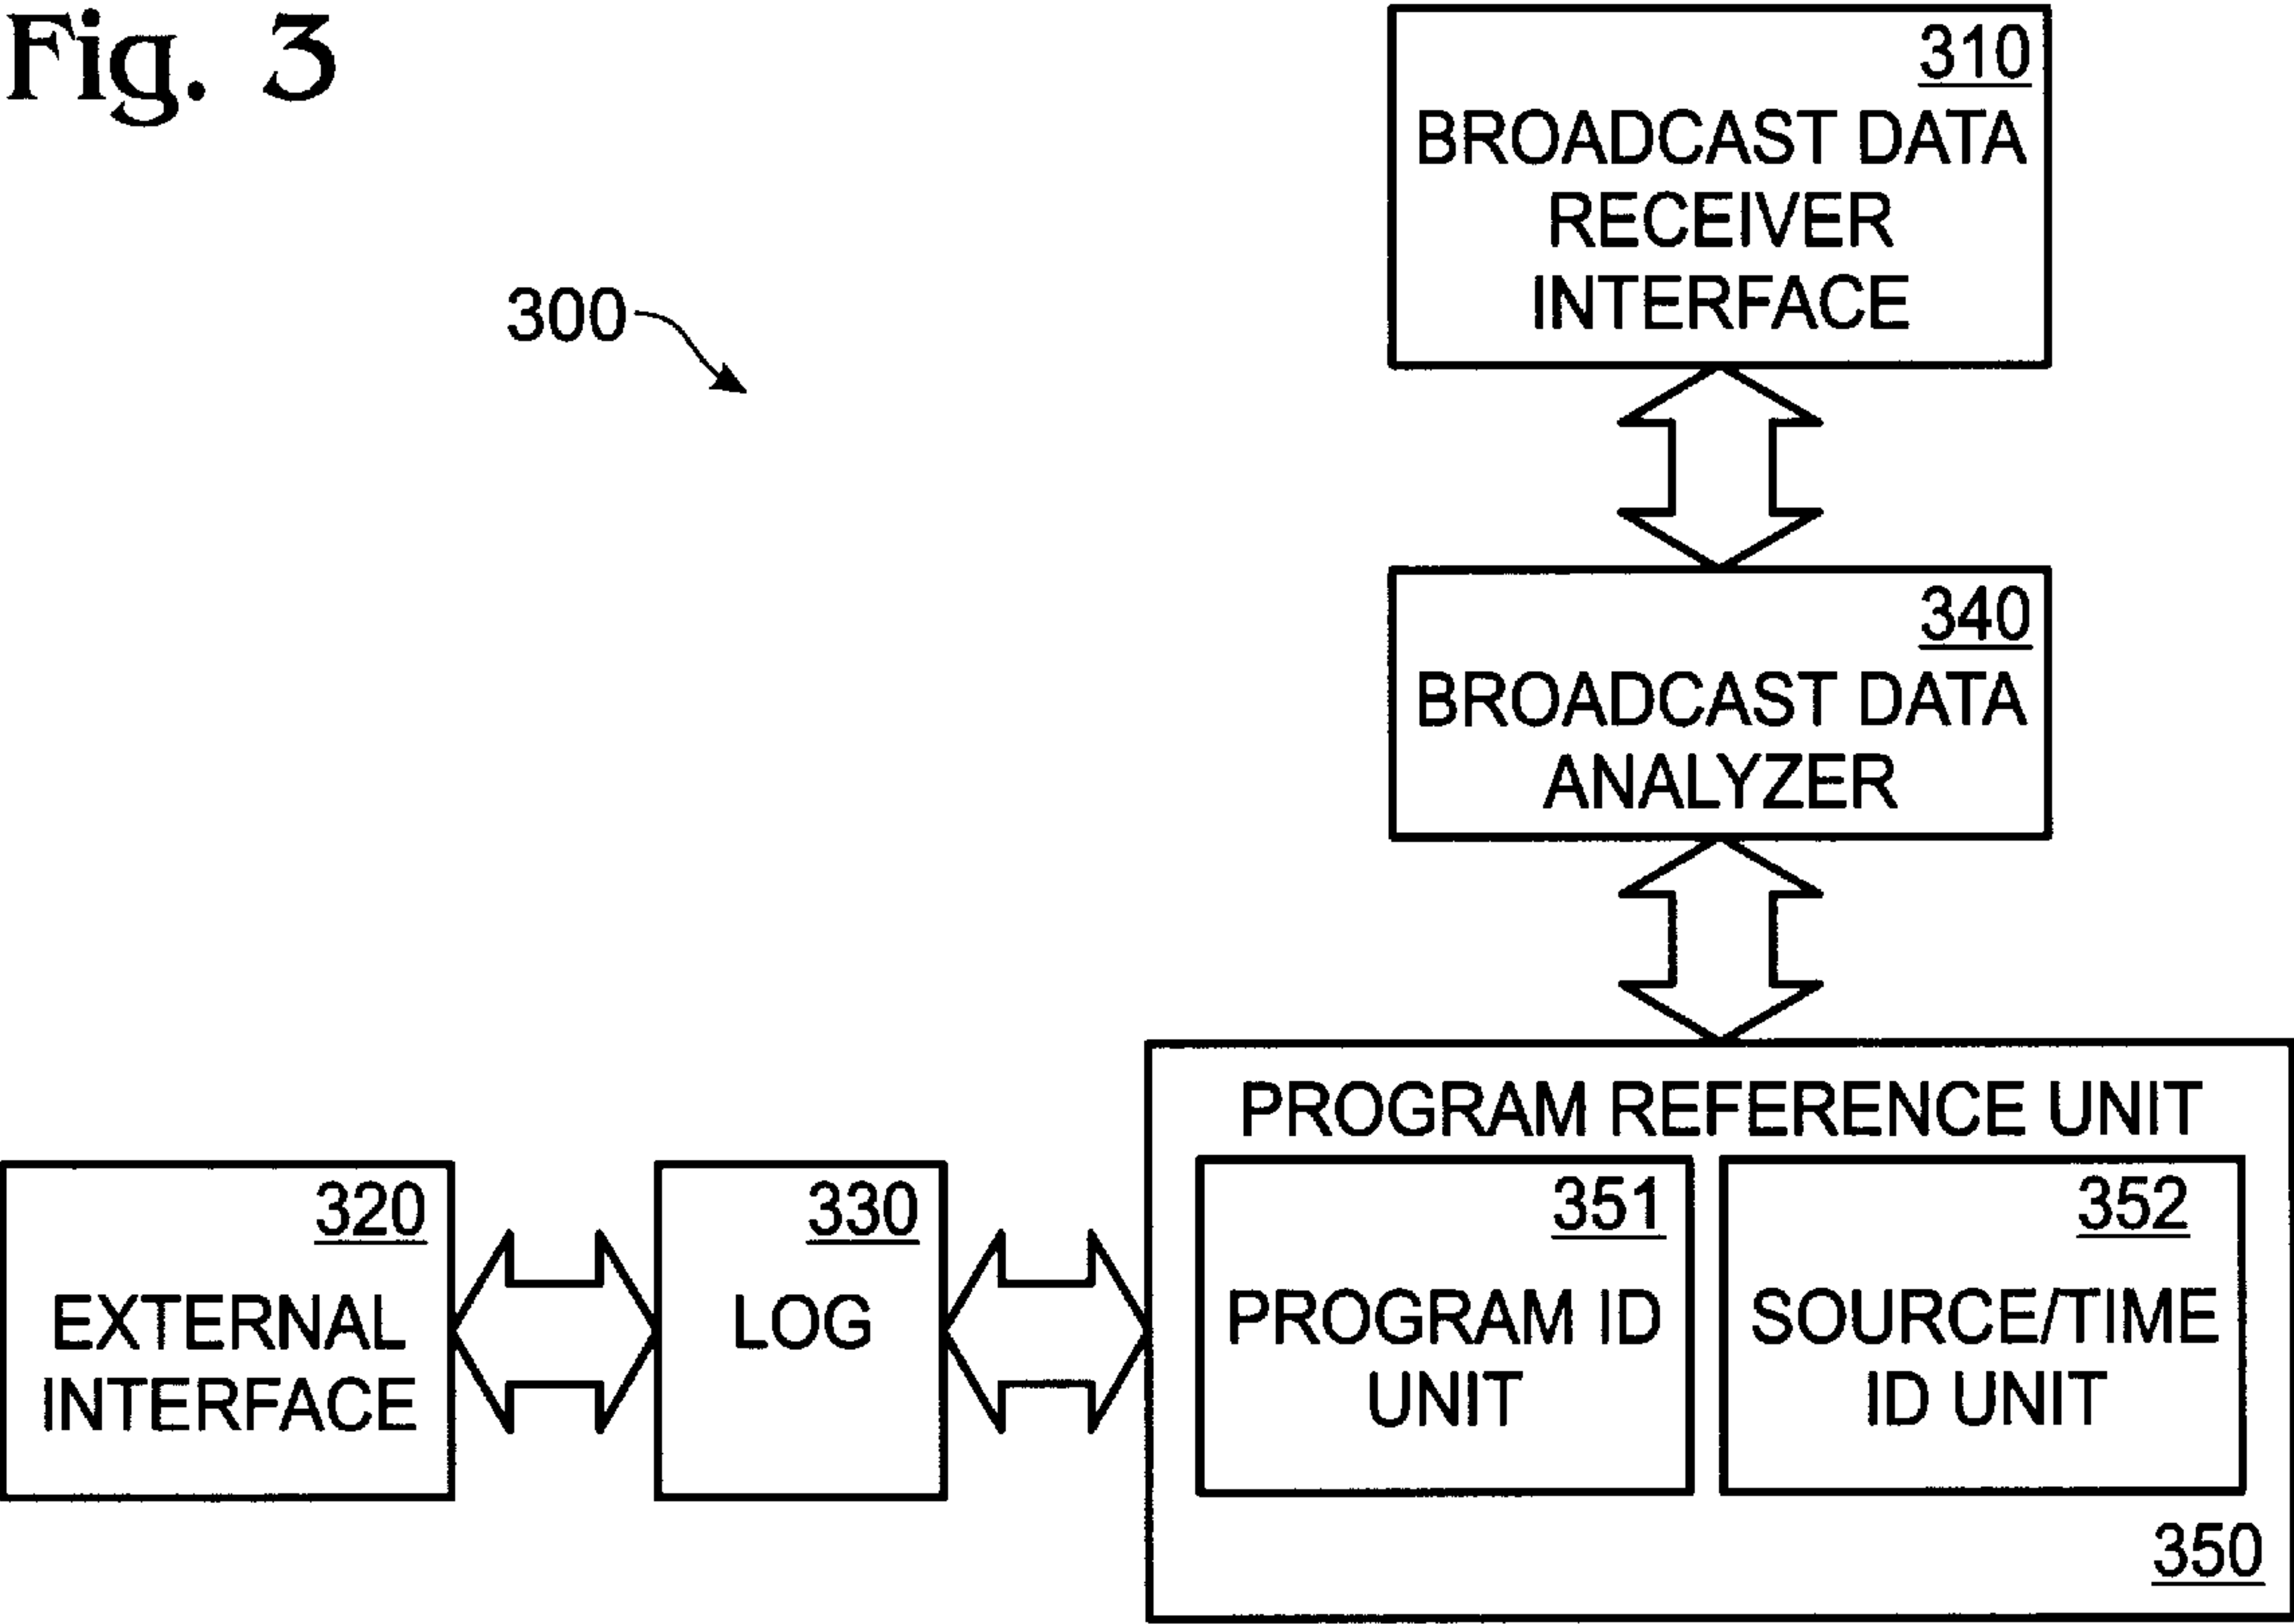 Fig. 3
310
BROADCAST DATA
RECEIVER
INTERFACE
300
340
BROADCAST DATA
ANALYZER
PROGRAM REFERENCE UNIT
320
EXTERNAL
INTERFACE
330
LOG
351
PROGRAM ID
UNIT
352
SOURCE/TIME
ID UNIT
350